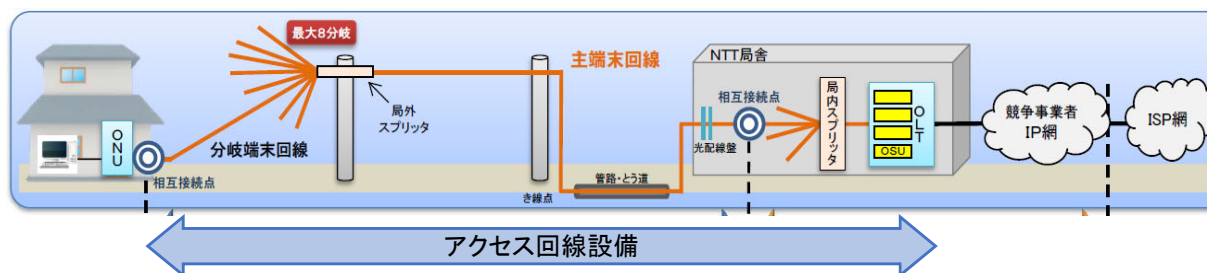 最大8分岐
主端末回線
NTT局舎
局外
スプリッタ
相互接続点
局内スプリッタ
OLT
OSU
競争事業者
IP網
ISP網
ONU
分岐端末回線
光配線盤
相互接続点
管路・とう道
き線点
アクセス回線設備